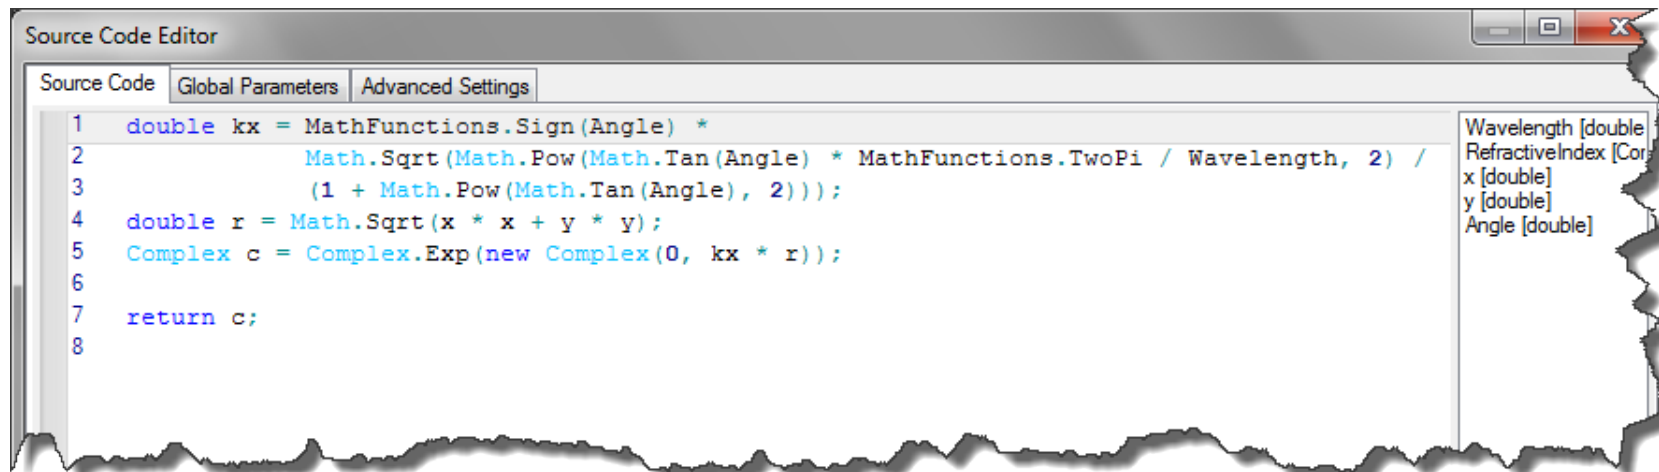 Source Code Editor
Source Code Global Parameters Advanced Settings
1 double kx = MathFunctions.Sign(Angle) *
2 Math.Sqrt(Math.Pow(Math.Tan(Angle) * MathFunctions.TwoPi / Wavelength, 2) /
3 (1 + Math.Pow(Math.Tan(Angle), 2)));
4 double r = Math.Sqrt(x * x + y * y);
5 Complex c = Complex.Exp(new Complex(0, kx * r));
6
7 return c;
8
Wavelength [double
RefractiveIndex [Cor
x [double]
y [double]
Angle [double]